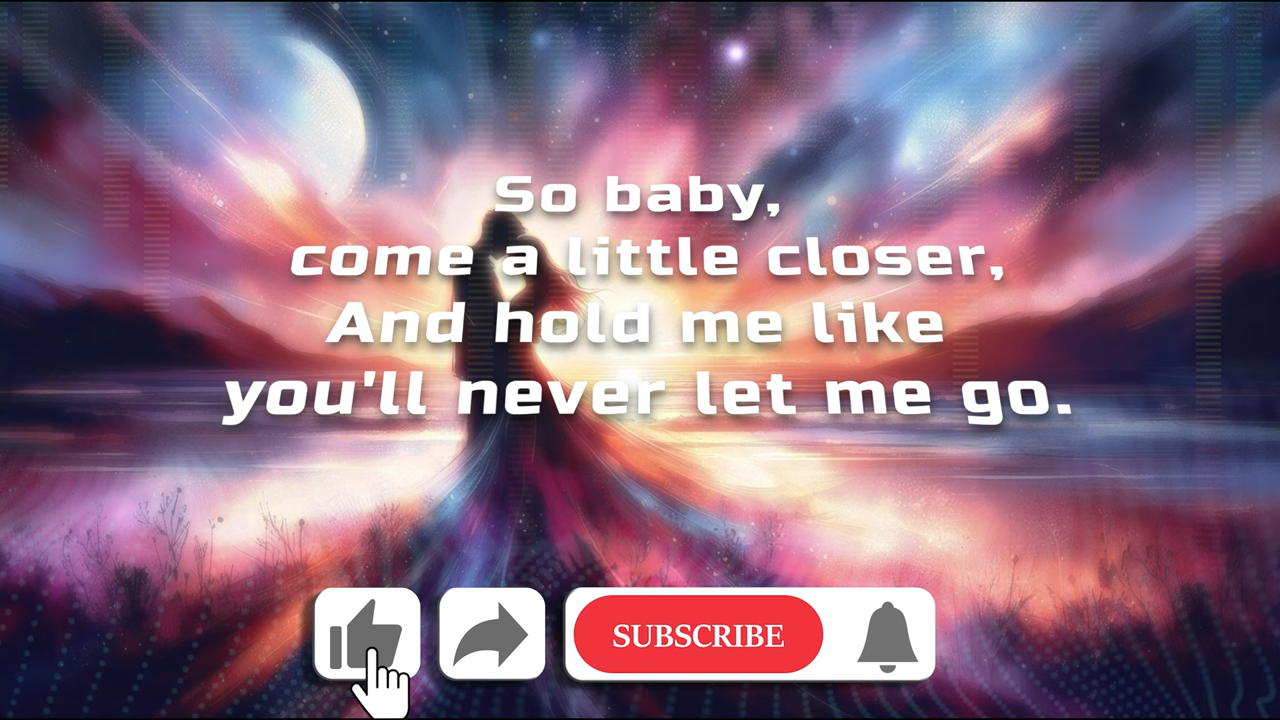 So baby,
come a little closer,
And hold me like
you'll never let me go.
SUBSCRIBE